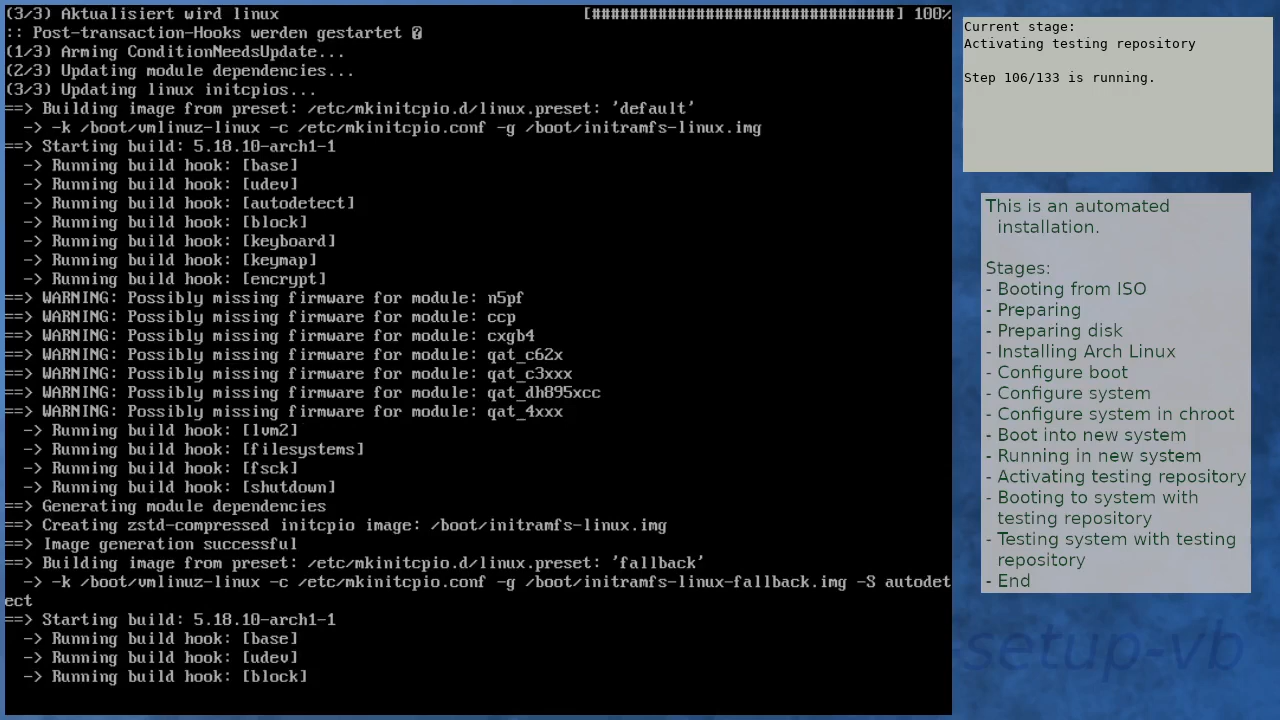 (3/3) Aktualisiert wird linux [################################] 100%
:: Post-transaction-Hooks werden gestartet �
(1/3) Arming ConditionNeedsUpdate...
(2/3) Updating module dependencies...
(3/3) Updating linux initcpios...
==> Building image from preset: /etc/mkinitcpio.d/linux.preset: 'default'
  -> -k /boot/vmlinuz-linux -c /etc/mkinitcpio.conf -g /boot/initramfs-linux.img
==> Starting build: 5.18.10-arch1-1
  -> Running build hook: [base]
  -> Running build hook: [udev]
  -> Running build hook: [autodetect]
  -> Running build hook: [block]
  -> Running build hook: [keyboard]
  -> Running build hook: [keymap]
  -> Running build hook: [encrypt]
==> WARNING: Possibly missing firmware for module: n5pf
==> WARNING: Possibly missing firmware for module: ccp
==> WARNING: Possibly missing firmware for module: cxgb4
==> WARNING: Possibly missing firmware for module: qat_c62x
==> WARNING: Possibly missing firmware for module: qat_c3xxx
==> WARNING: Possibly missing firmware for module: qat_dh895xcc
==> WARNING: Possibly missing firmware for module: qat_4xxx
  -> Running build hook: [lvm2]
  -> Running build hook: [filesystems]
  -> Running build hook: [fsck]
  -> Running build hook: [shutdown]
==> Generating module dependencies
==> Creating zstd-compressed initcpio image: /boot/initramfs-linux.img
==> Image generation successful
==> Building image from preset: /etc/mkinitcpio.d/linux.preset: 'fallback'
  -> -k /boot/vmlinuz-linux -c /etc/mkinitcpio.conf -g /boot/initramfs-linux-fallback.img -S autodet
ect
==> Starting build: 5.18.10-arch1-1
  -> Running build hook: [base]
  -> Running build hook: [udev]
  -> Running build hook: [block]
Current stage:
Activating testing repository
Step 106/133 is running.
This is an automated
installation.
Stages:
- Booting from ISO
- Preparing
- Preparing disk
- Installing Arch Linux
- Configure boot
- Configure system
- Configure system in chroot
- Boot into new system
- Running in new system
- Activating testing repository
- Booting to system with
testing repository
- Testing system with testing
repository
- End
-setup-vb